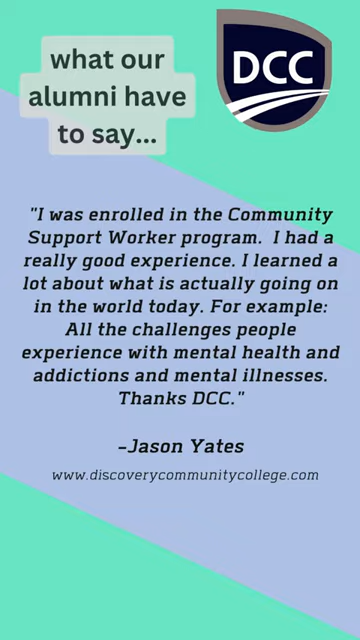 what our
alumni have
to say...
DCC
"I was enrolled in the Community
Support Worker program.  I had a
really good experience. I learned a
lot about what is actually going on
in the world today. For example:
All the challenges people
experience with mental health and
addictions and mental illnesses.
Thanks DCC."
-Jason Yates
www.discoverycommunitycollege.com